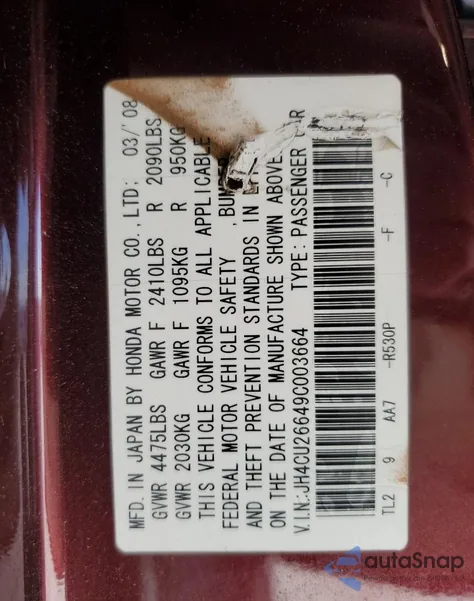 MFD. IN JAPAN BY HONDA MOTOR CO., LTD; 03/'08
GVWR 4475LBS GAWR F 2410LBS R 2090LBS
GVWR 2030KG GAWR F 1095KG R 950KG
THIS VEHICLE CONFORMS TO ALL APPLICABLE
FEDERAL MOTOR VEHICLE SAFETY , BU
AND THEFT PREVENTION STANDARDS IN
ON THE DATE OF MANUFACTURE SHOWN ABOVE
V.I.N.:JH4CU26649C003664 TYPE: PASSENGER
TL2 9 AA7 -R530P -F -C
autaSnap